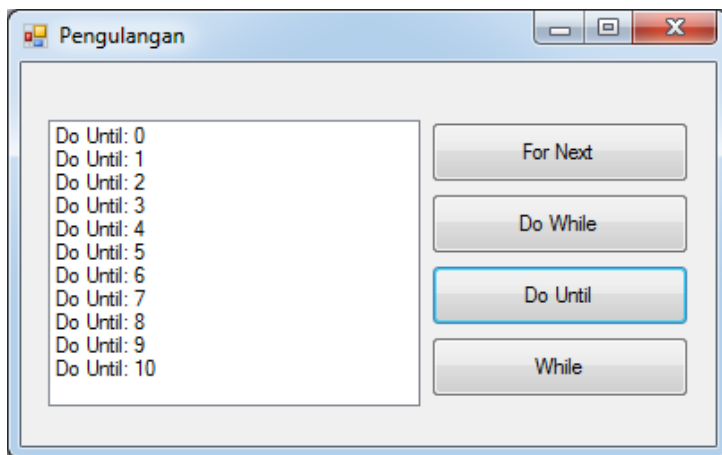 Pengulangan
Do Until: 0
Do Until: 1
Do Until: 2
Do Until: 3
Do Until: 4
Do Until: 5
Do Until: 6
Do Until: 7
Do Until: 8
Do Until: 9
Do Until: 10
For Next
Do While
Do Until
While